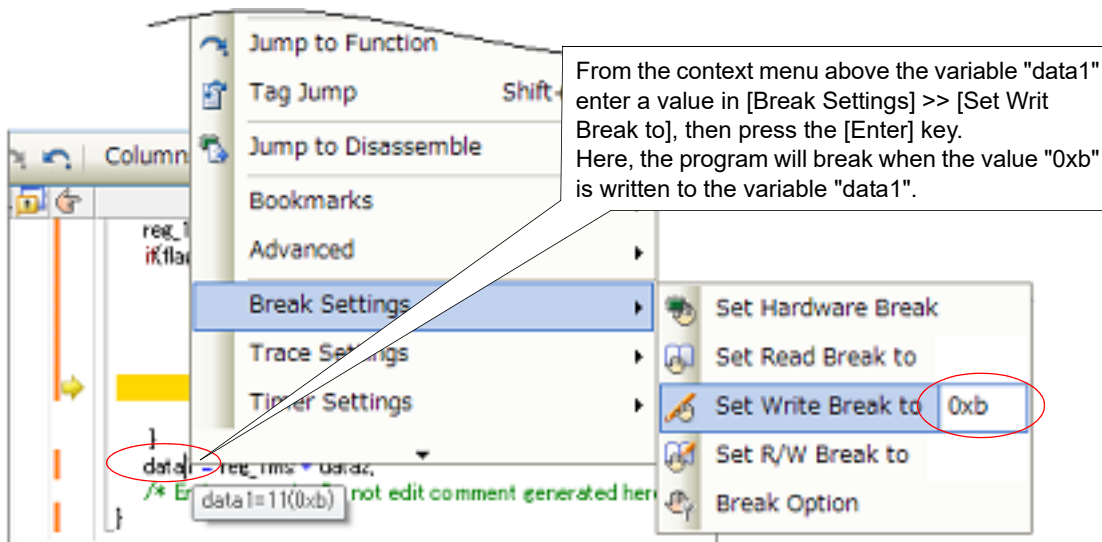 Jump to Function
Tag Jump Shift+
Jump to Disassemble
Bookmarks
Advanced
Break Settings
Trace Settings
Timer Settings
From the context menu above the variable "data1"
enter a value in [Break Settings] >> [Set Writ
Break to], then press the [Enter] key.
Here, the program will break when the value "0xb"
is written to the variable "data1".
Set Hardware Break
Set Read Break to
Set Write Break to 0xb
Set R/W Break to
Break Option
Column
reg_1
if(fla
}
data1 = reg_1ms * data2;
/* E not edit comment generated her
data1=11(0xb)
}